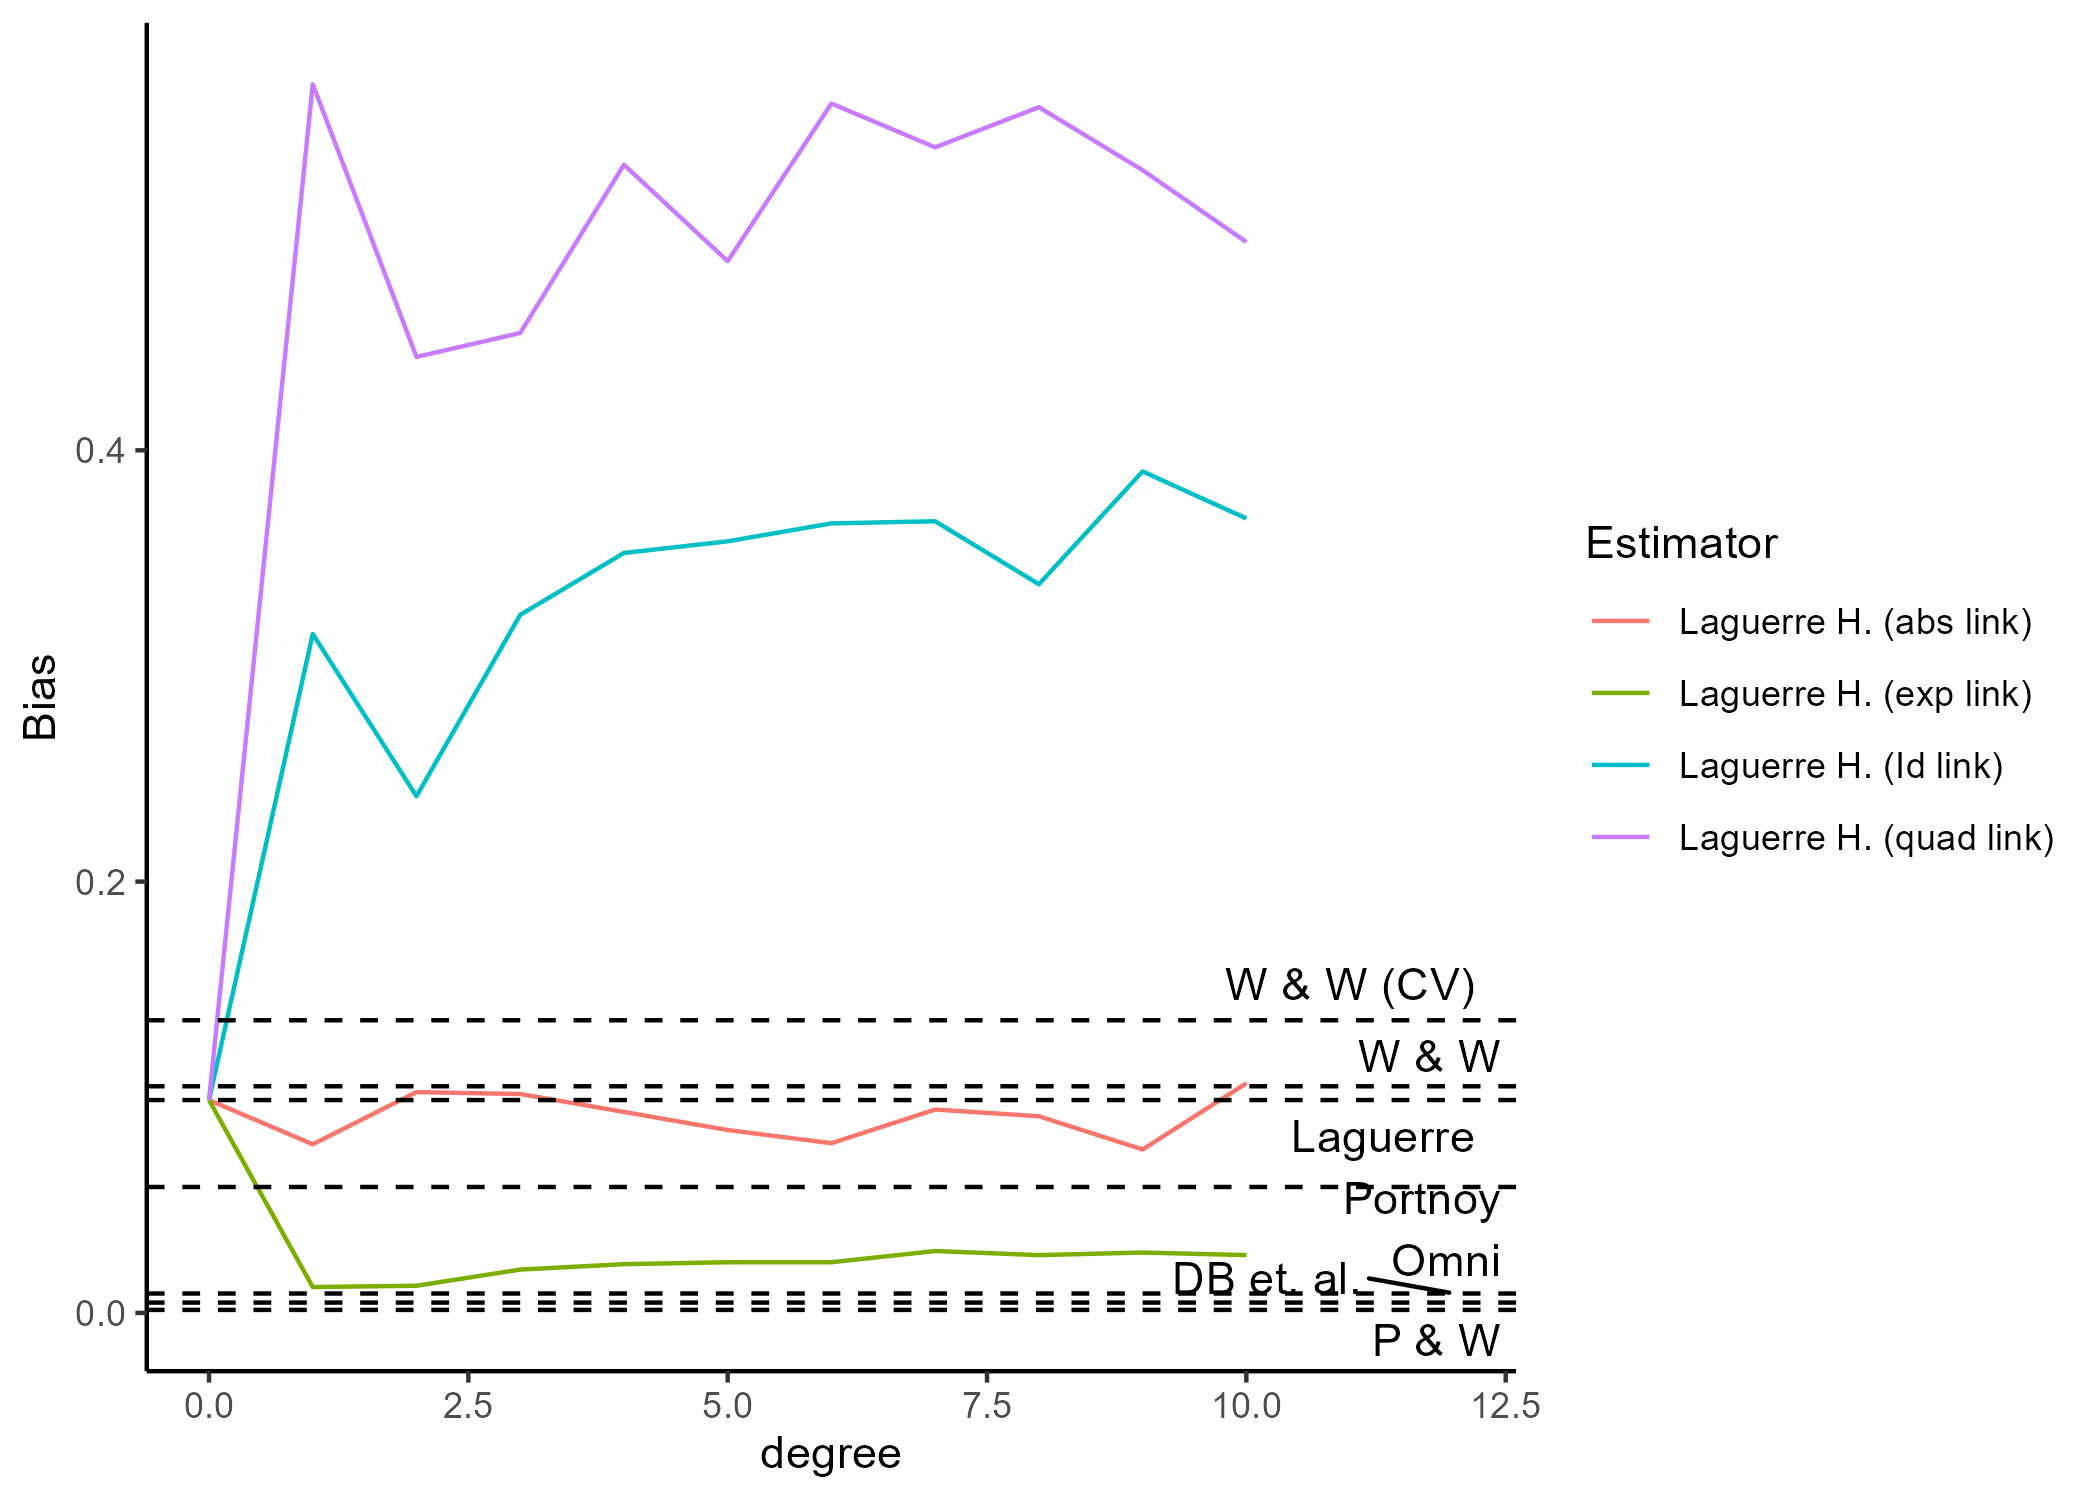 0.4
0.2
0.0
Bias
W & W (CV)
W & W
Laguerre
Portnoy
Omni
DB et. al.
P & W
0.0 2.5 5.0 7.5 10.0 12.5
degree
Estimator
Laguerre H. (abs link)
Laguerre H. (exp link)
Laguerre H. (Id link)
Laguerre H. (quad link)